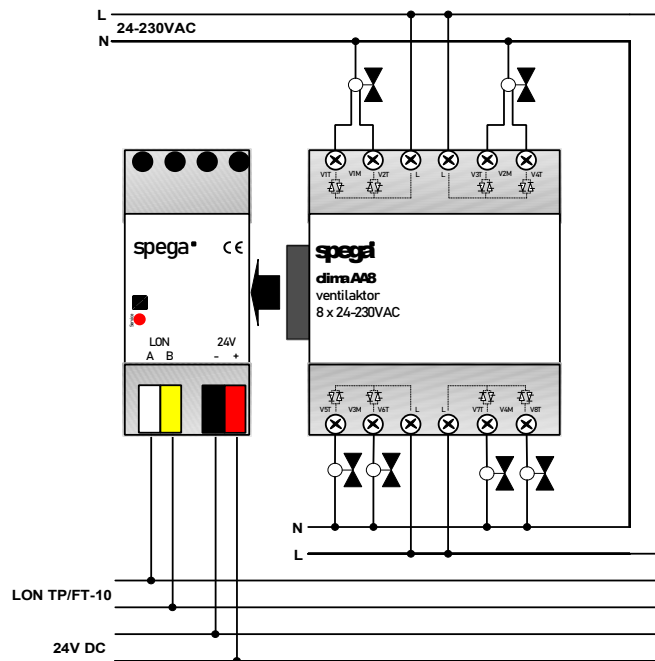 L
24-230VAC
N
V1T V1M V2T L L V3T V2M V4T
spega
CE
spega
clima AA8
ventilaktor
8 x 24-230VAC
Service
LON 24V
A B - +
V5T V3M V6T L L V7T V4M V8T
N
L
LON TP/FT-10
24V DC